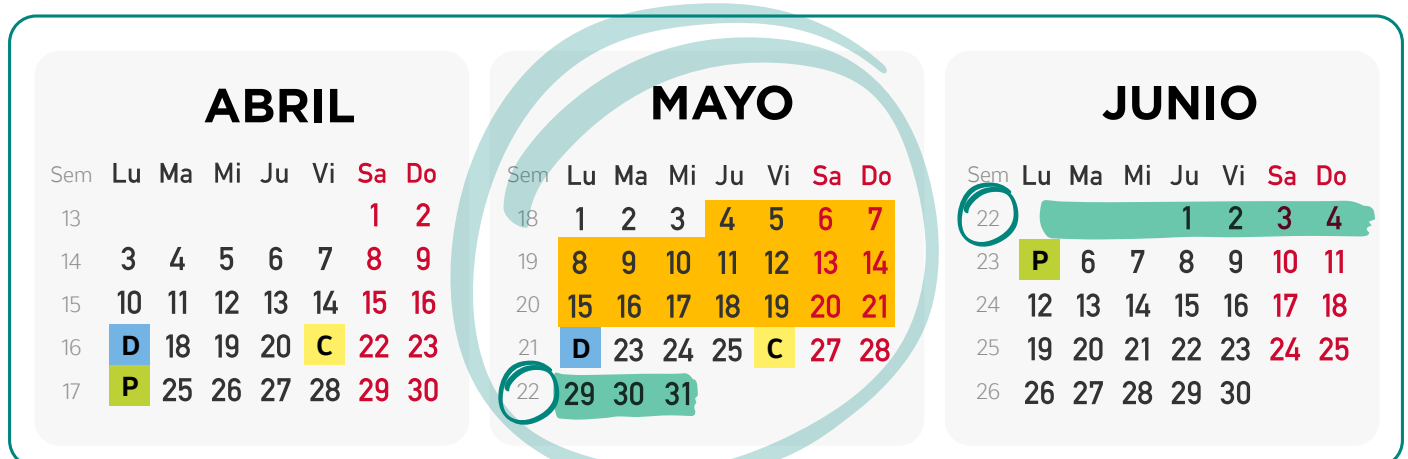 ABRIL
Sem Lu Ma Mi Ju Vi Sa Do
13 1 2
14 3 4 5 6 7 8 9
15 10 11 12 13 14 15 16
16 D 18 19 20 C 22 23
17 P 25 26 27 28 29 30
MAYO
Sem Lu Ma Mi Ju Vi Sa Do
18 1 2 3 4 5 6 7
19 8 9 10 11 12 13 14
20 15 16 17 18 19 20 21
21 D 23 24 25 C 27 28
22 29 30 31
JUNIO
Sem Lu Ma Mi Ju Vi Sa Do
22 1 2 3 4
23 P 6 7 8 9 10 11
24 12 13 14 15 16 17 18
25 19 20 21 22 23 24 25
26 26 27 28 29 30